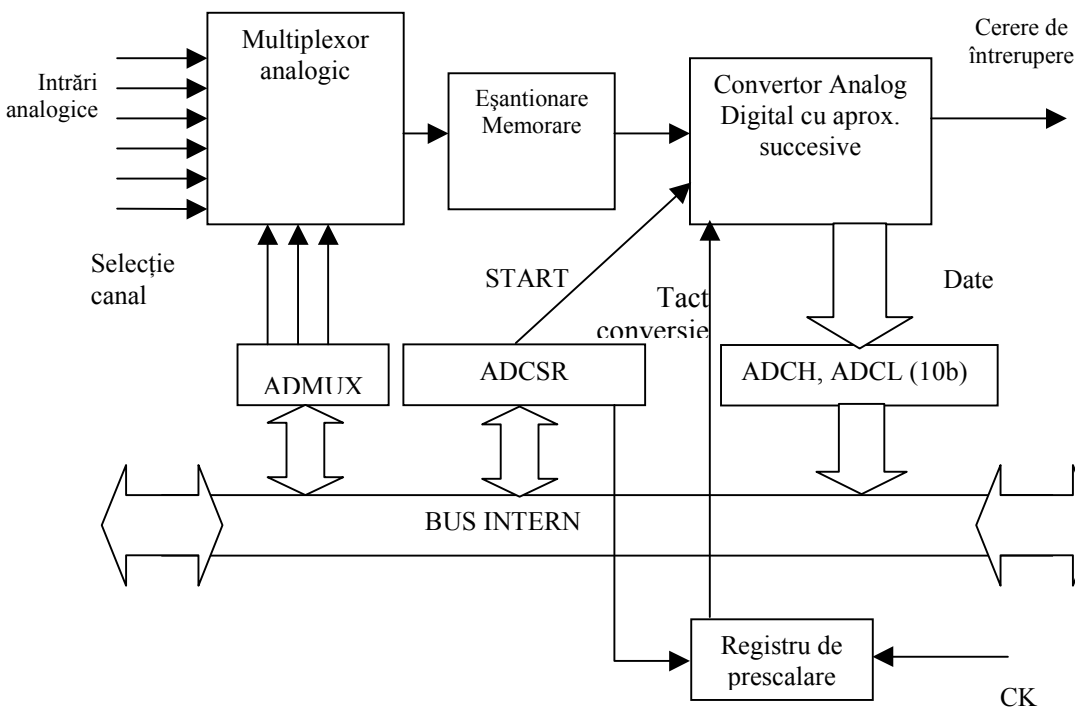 Multiplexor
analogic
Cerere de
întrerupere
Intrări
analogice
Eşantionare
Memorare
Convertor Analog
Digital cu aprox.
succesive
Selecție
canal
START
Tact
conversie
Date
ADMUX
ADCSR
ADCH, ADCL (10b)
BUS INTERN
Registru de
prescalare
CK